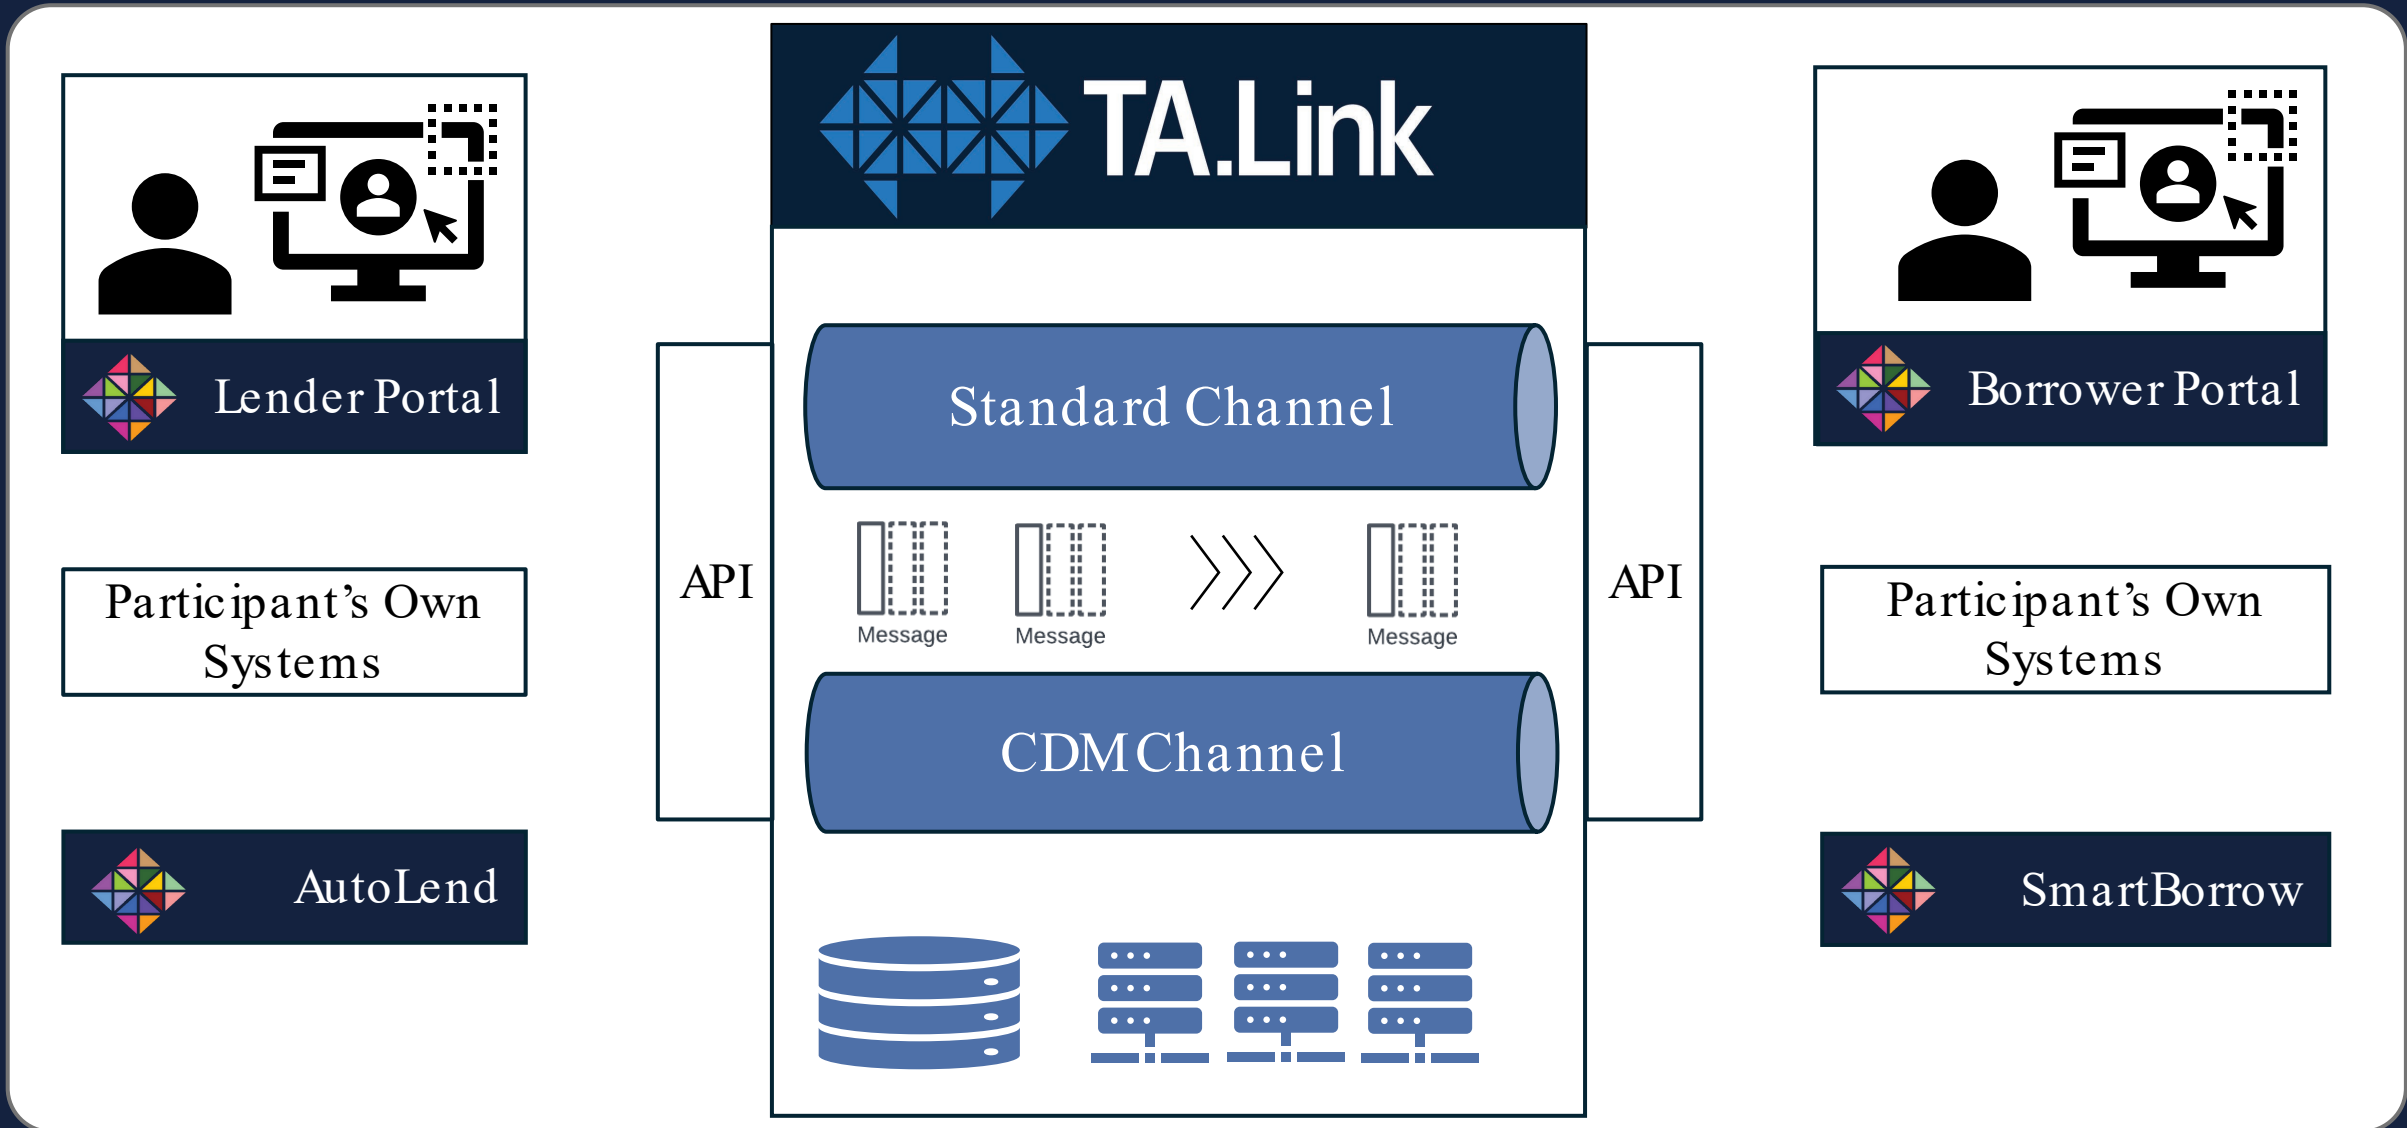 TA.Link
Lender Portal
Participant's Own
Systems
AutoLend
API
Standard Channel
Message
Message
Message
CDM Channel
API
Borrower Portal
Participant's Own
Systems
SmartBorrow